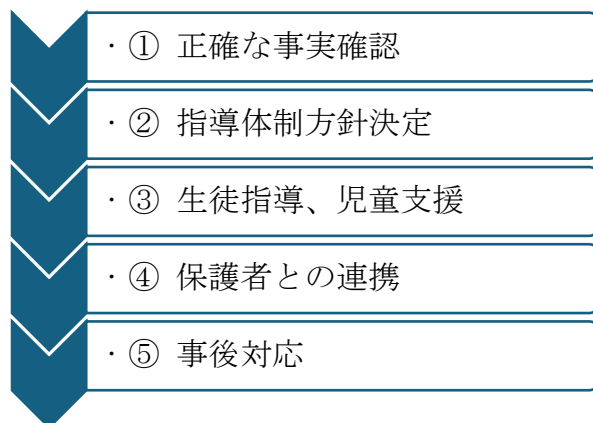 ・① 正確な事実確認
・② 指導体制方針決定
・③ 生徒指導、児童支援
・④ 保護者との連携
・⑤ 事後対応